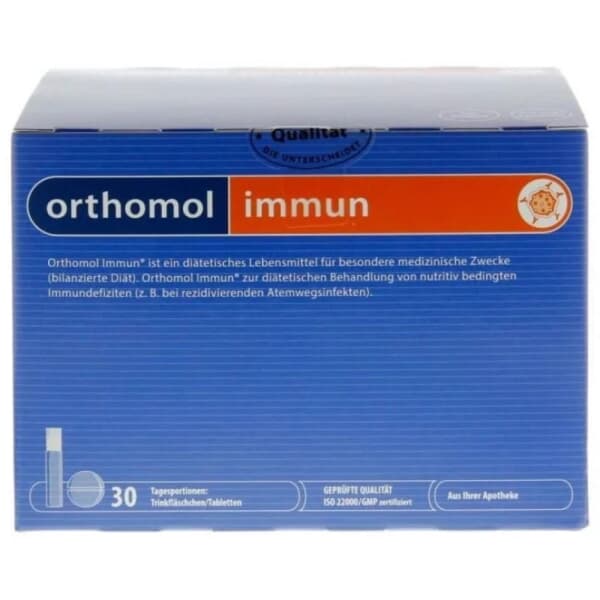 Qualität
DIE UNTERSCHEIDET
orthomol immun
Orthomol Immun® ist ein diätetisches Lebensmittel für besondere medizinische Zwecke
(bilanzierte Diät). Orthomol Immun® zur diätetischen Behandlung von nutritiv bedingten
Immundefiziten (z. B. bei rezidivierenden Atemwegsinfekten).
30 Tagesportionen:
Trinkfläschchen/Tabletten
GEPRÜFTE QUALITÄT
ISO 22000/GMP zertifiziert
Aus Ihrer Apotheke